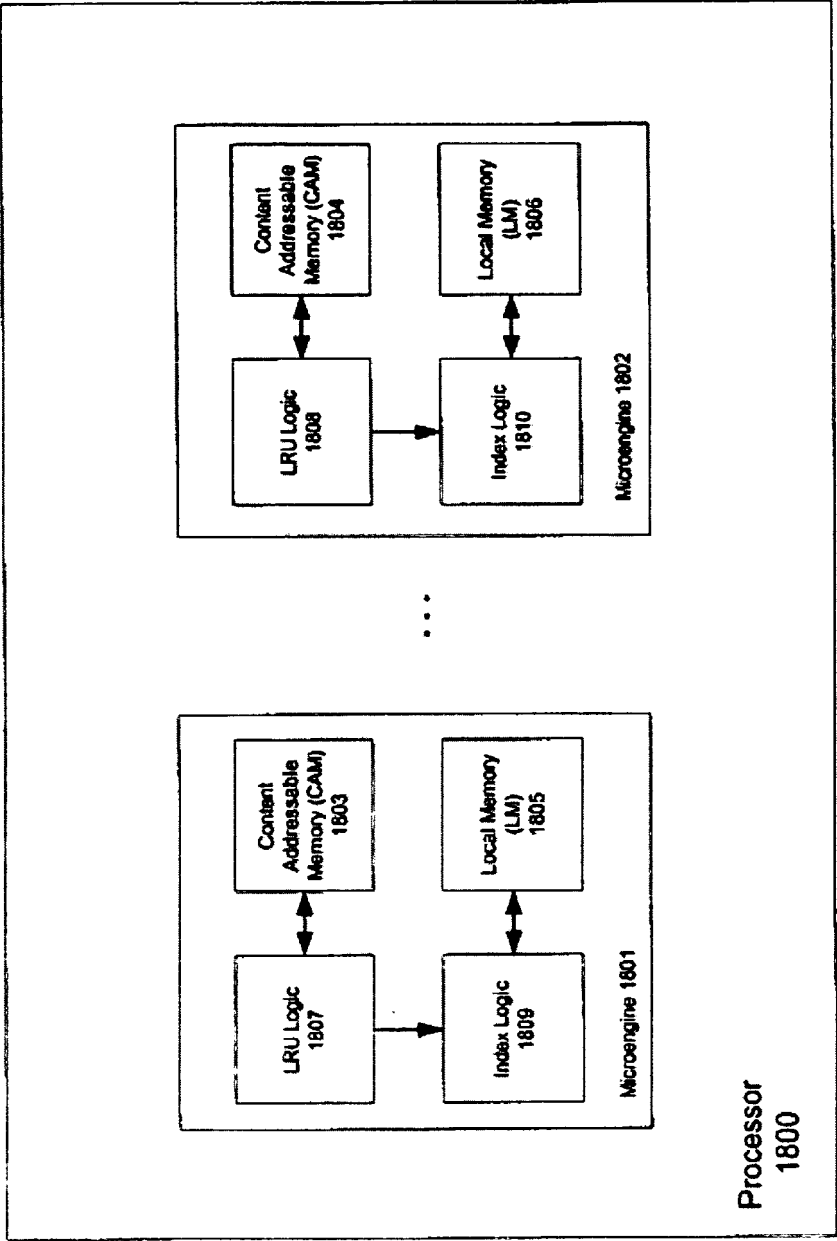 LRU Logic
1807
Content
Addressable
Memory (CAM)
1803
Index Logic
1809
Local Memory
(LM)
1805
Microengine 1801
...
LRU Logic
1808
Content
Addressable
Memory (CAM)
1804
Index Logic
1810
Local Memory
(LM)
1806
Microengine 1802
Processor
1800